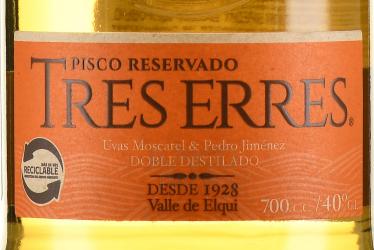 PISCO RESERVADO
TRES ERRES®
Uvas Moscatel & Pedro Jiménez
DOBLE DESTILADO
DESDE 1928
Valle de Elqui
700.c.c./40°GL
RECICLABLE